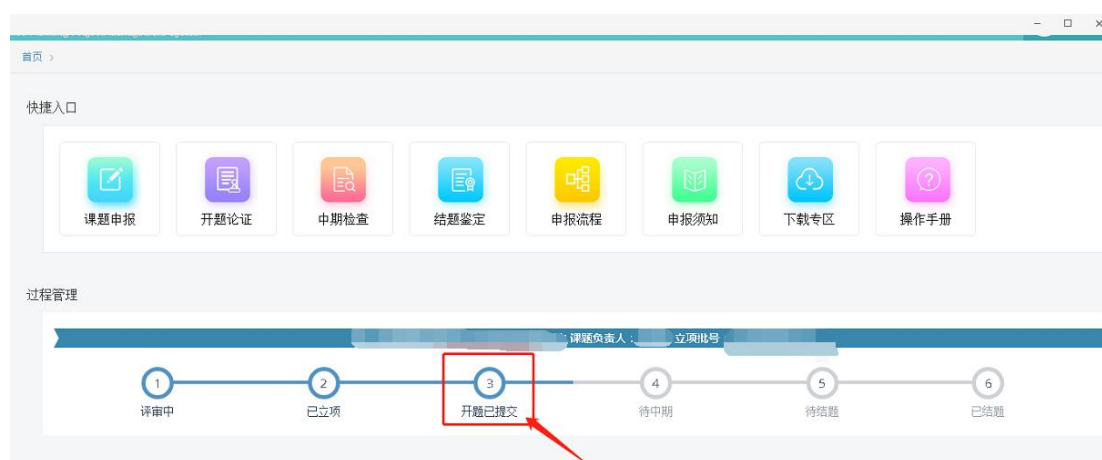 首页 >
快捷入口
课题申报 开题论证 中期检查 结题鉴定 申报流程 申报须知 下载专区 操作手册
过程管理
课题负责人： 立项批号
1 2 3 4 5 6
评审中 已立项 开题已提交 待中期 待结题 已结题